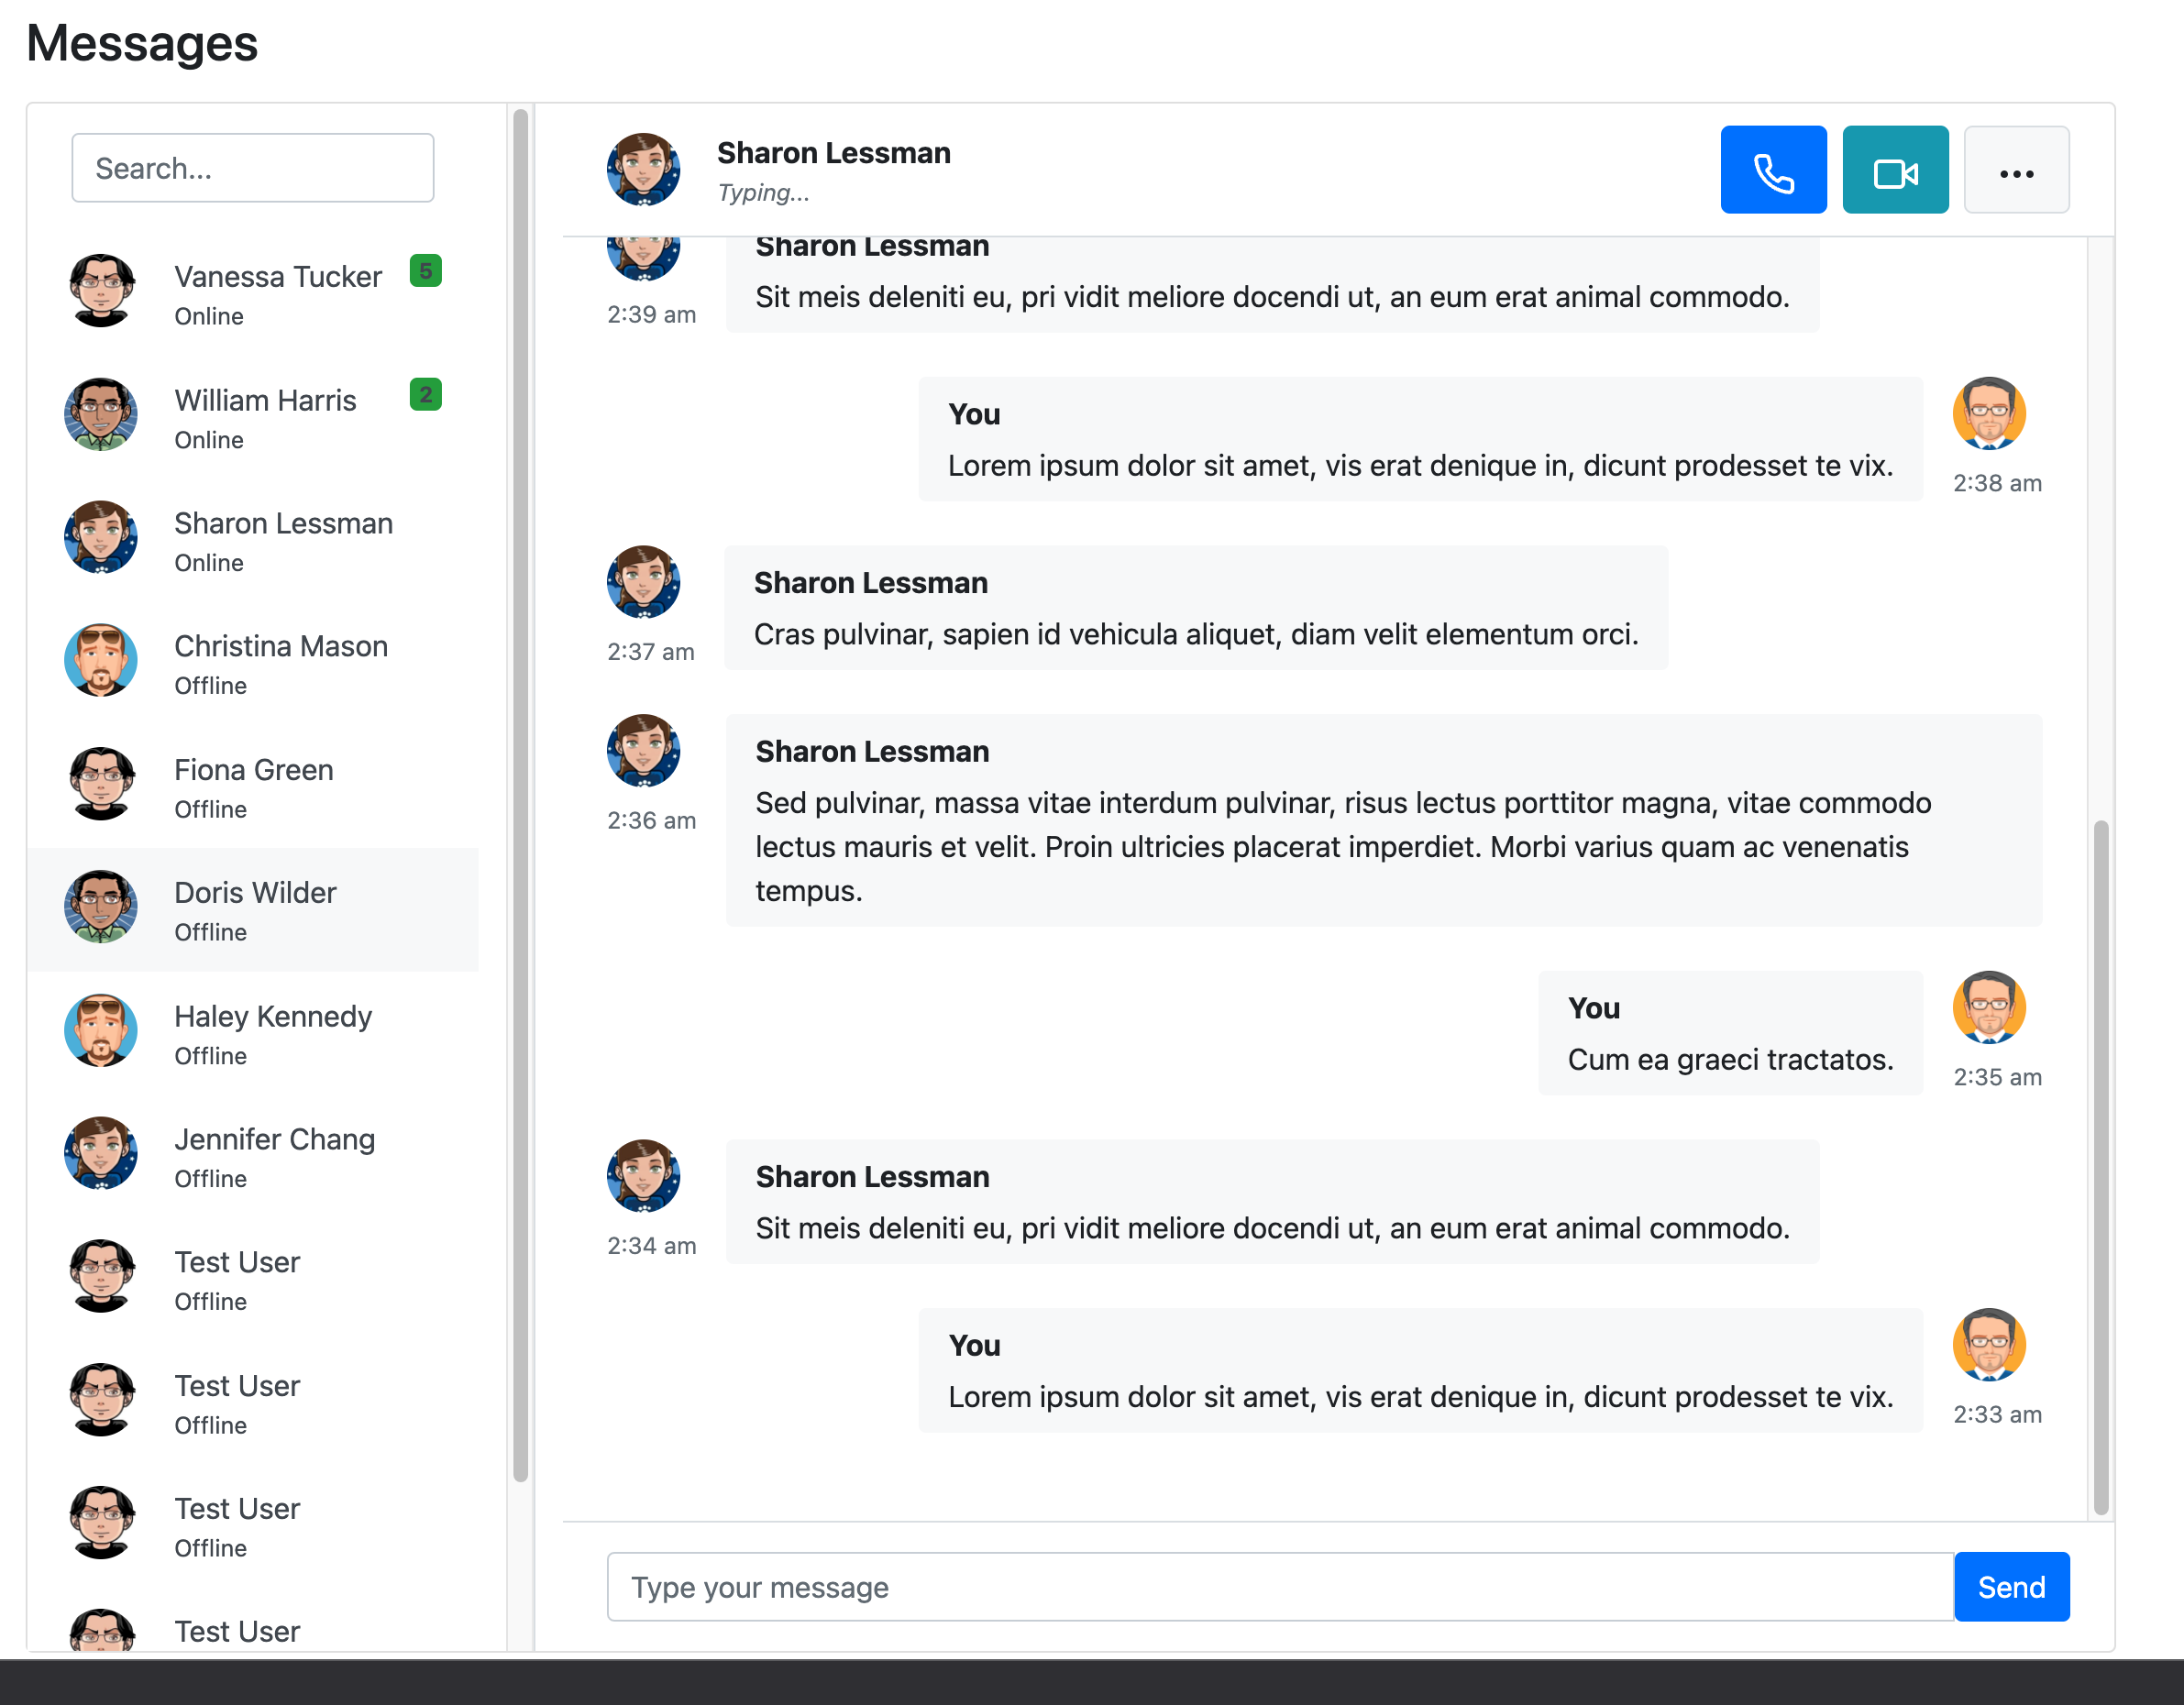 Messages
Search...
Vanessa Tucker
5
Online
William Harris
2
Online
Sharon Lessman
Online
Christina Mason
Offline
Fiona Green
Offline
Doris Wilder
Offline
Haley Kennedy
Offline
Jennifer Chang
Offline
Test User
Offline
Test User
Offline
Test User
Offline
Test User
Sharon Lessman
Typing...
Sharon Lessman
Sit meis deleniti eu, pri vidit meliore docendi ut, an eum erat animal commodo.
2:39 am
You
Lorem ipsum dolor sit amet, vis erat denique in, dicunt prodesset te vix.
2:38 am
Sharon Lessman
Cras pulvinar, sapien id vehicula aliquet, diam velit elementum orci.
2:37 am
Sharon Lessman
Sed pulvinar, massa vitae interdum pulvinar, risus lectus porttitor magna, vitae commodo
lectus mauris et velit. Proin ultricies placerat imperdiet. Morbi varius quam ac venenatis
tempus.
2:36 am
You
Cum ea graeci tractatos.
2:35 am
Sharon Lessman
Sit meis deleniti eu, pri vidit meliore docendi ut, an eum erat animal commodo.
2:34 am
You
Lorem ipsum dolor sit amet, vis erat denique in, dicunt prodesset te vix.
2:33 am
Type your message
Send